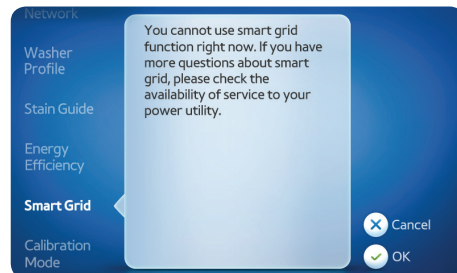 Network
Washer
Profile
Stain Guide
Energy
Efficiency
Smart Grid
Calibration
Mode
You cannot use smart grid
function right now. If you have
more questions about smart
grid, please check the
availability of service to your
power utility.
Cancel
OK